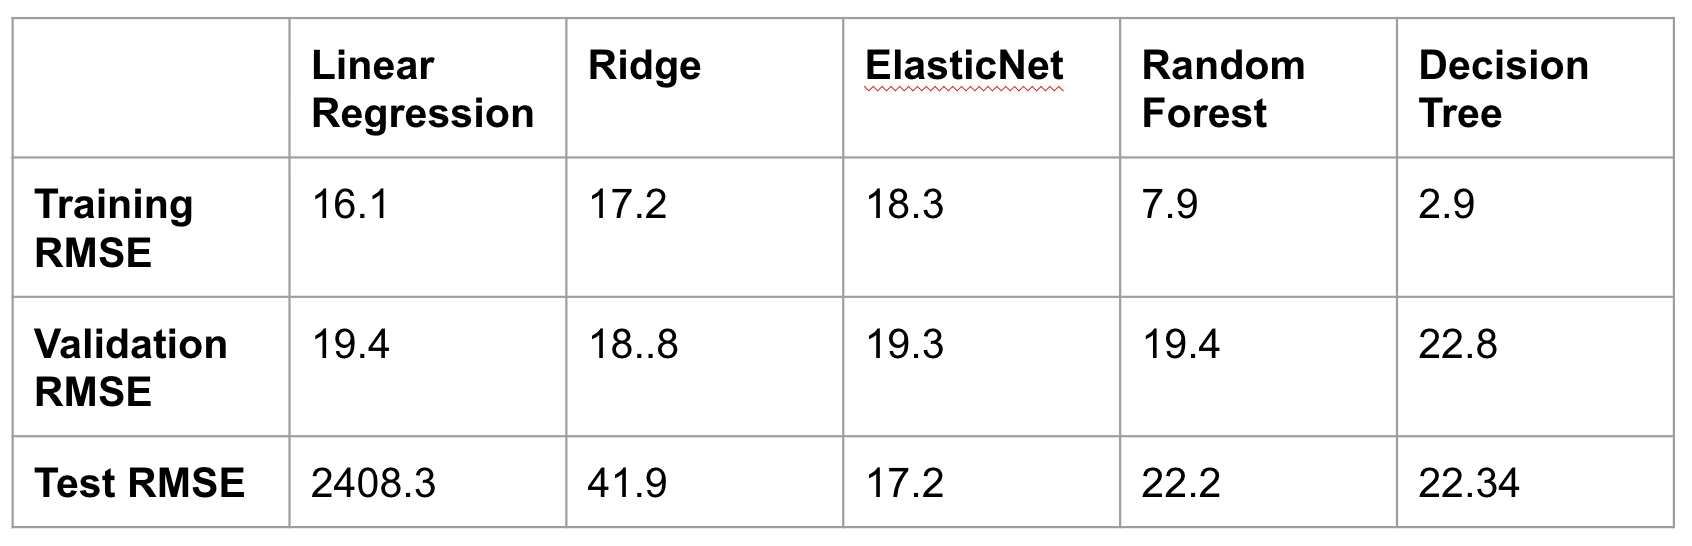 Linear Ridge ElasticNet Random Decision
Regression Forest Tree
Training 16.1 17.2 18.3 7.9 2.9
RMSE
Validation 19.4 18..8 19.3 19.4 22.8
RMSE
Test RMSE 2408.3 41.9 17.2 22.2 22.34